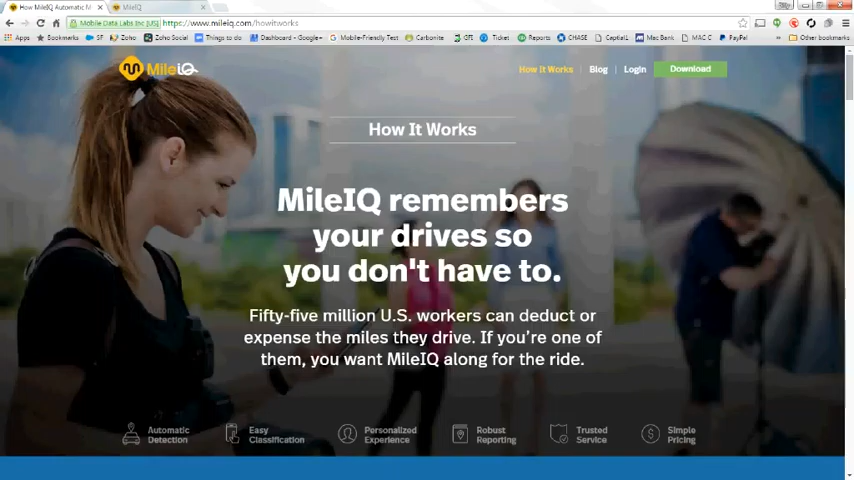 How MileIQ Automatic M
MileIQ
Mobile Data Labs Inc [US]
https://www.mileiq.com/howitworks
Apps
Bookmarks
SF
Zoho
Zoho Social
Things to do
Dashboard - Google+
Mobile-Friendly Test
Carbonite
GFI
Ticket
Reports
CHASE
Capital1
Mac Bank
MAC C
PayPal
Other bookmarks
MileIQ
How It Works
Blog
Login
Download
How It Works
MileIQ remembers
your drives so
you don't have to.
Fifty-five million U.S. workers can deduct or
expense the miles they drive. If you're one of
them, you want MileIQ along for the ride.
Automatic
Detection
Easy
Classification
Personalized
Experience
Robust
Reporting
Trusted
Service
Simple
Pricing